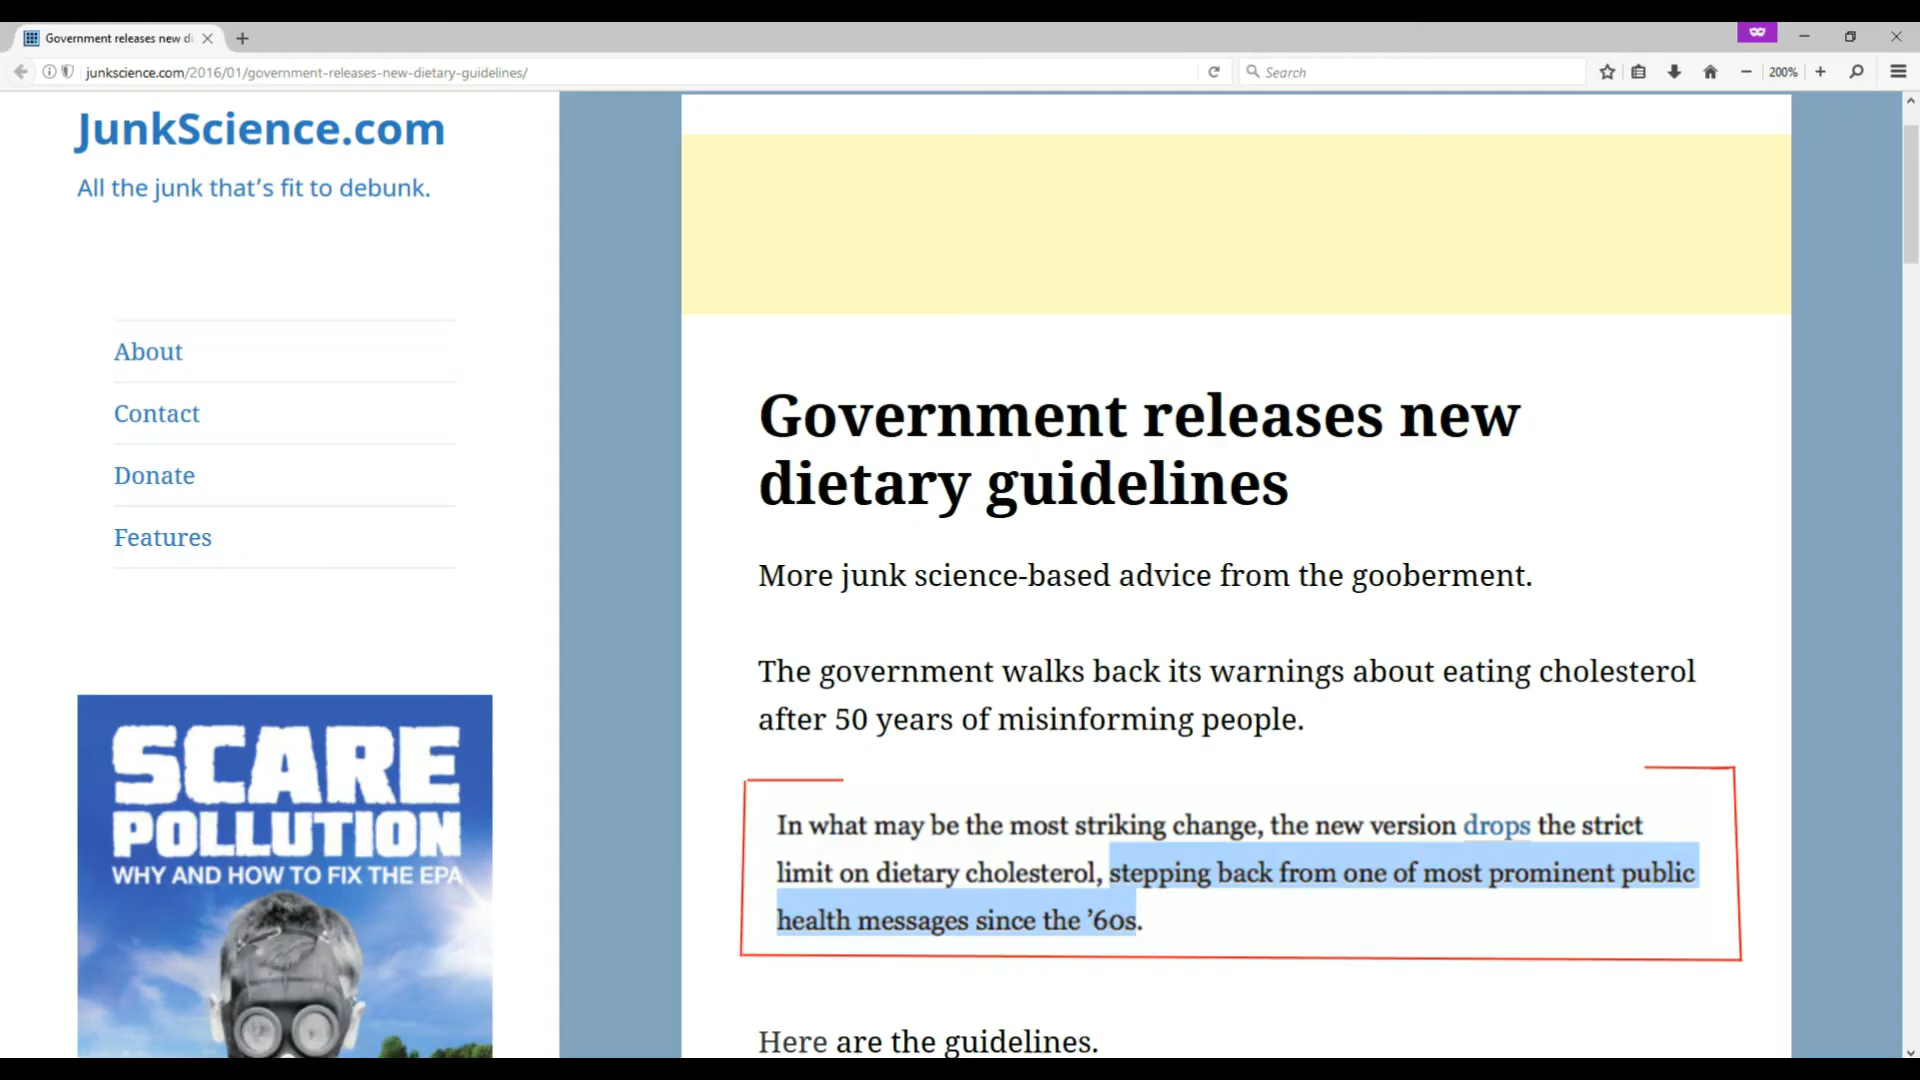 Government releases new di
junkscience.com/2016/01/government-releases-new-dietary-guidelines/
Search
200%
JunkScience.com
All the junk that’s fit to debunk.
About
Contact
Donate
Features
SCARE
POLLUTION
WHY AND HOW TO FIX THE EPA
Government releases new
dietary guidelines
More junk science-based advice from the gooberment.
The government walks back its warnings about eating cholesterol
after 50 years of misinforming people.
In what may be the most striking change, the new version drops the strict
limit on dietary cholesterol, stepping back from one of most prominent public
health messages since the ’60s.
Here are the guidelines.